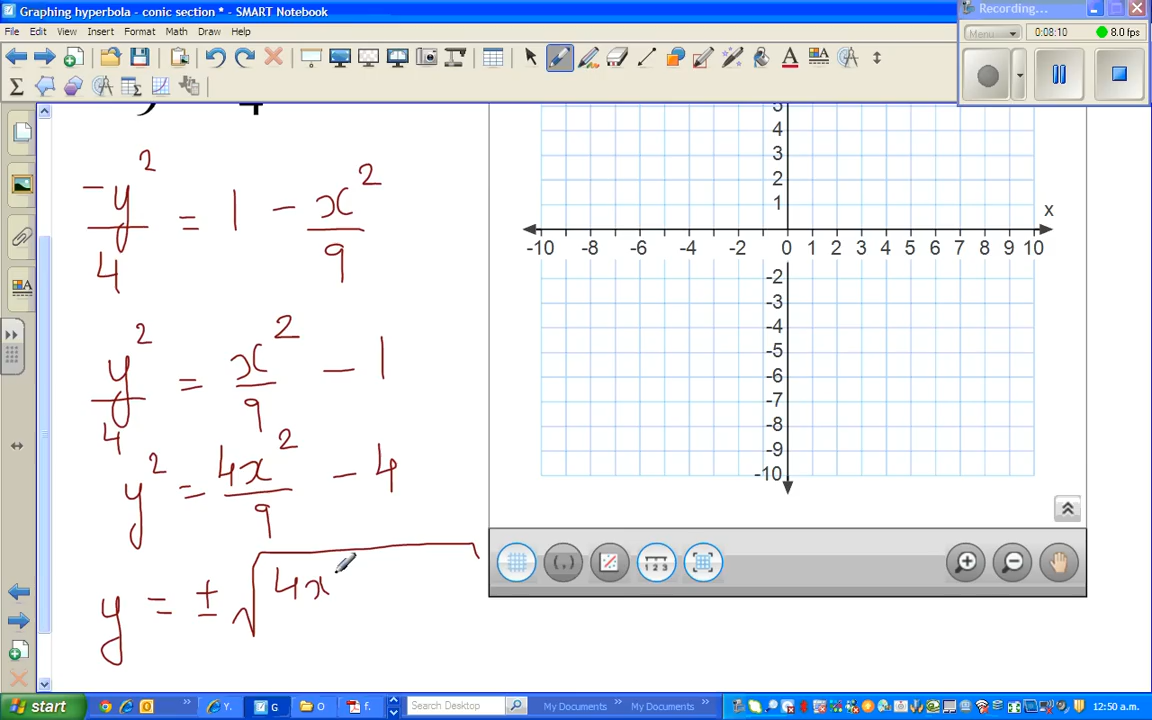 Graphing hyperbola - conic section * - SMART Notebook
Recording...
File Edit View Insert Format Math Draw Help
Menu 0:08:10 8.0 fps
-y² / 4 = 1 - x² / 9
y² / 4 = x² / 9 - 1
y² = 4x² / 9 - 4
y = ± √ 4x
5
4
3
2
1
x
-10 -8 -6 -4 -2 0 1 2 3 4 5 6 7 8 9 10
-2
-3
-4
-5
-6
-7
-8
-9
-10
(,) 1 2 3
start Y. G O f. Search Desktop My Documents » My Documents » 12:50 a.m.